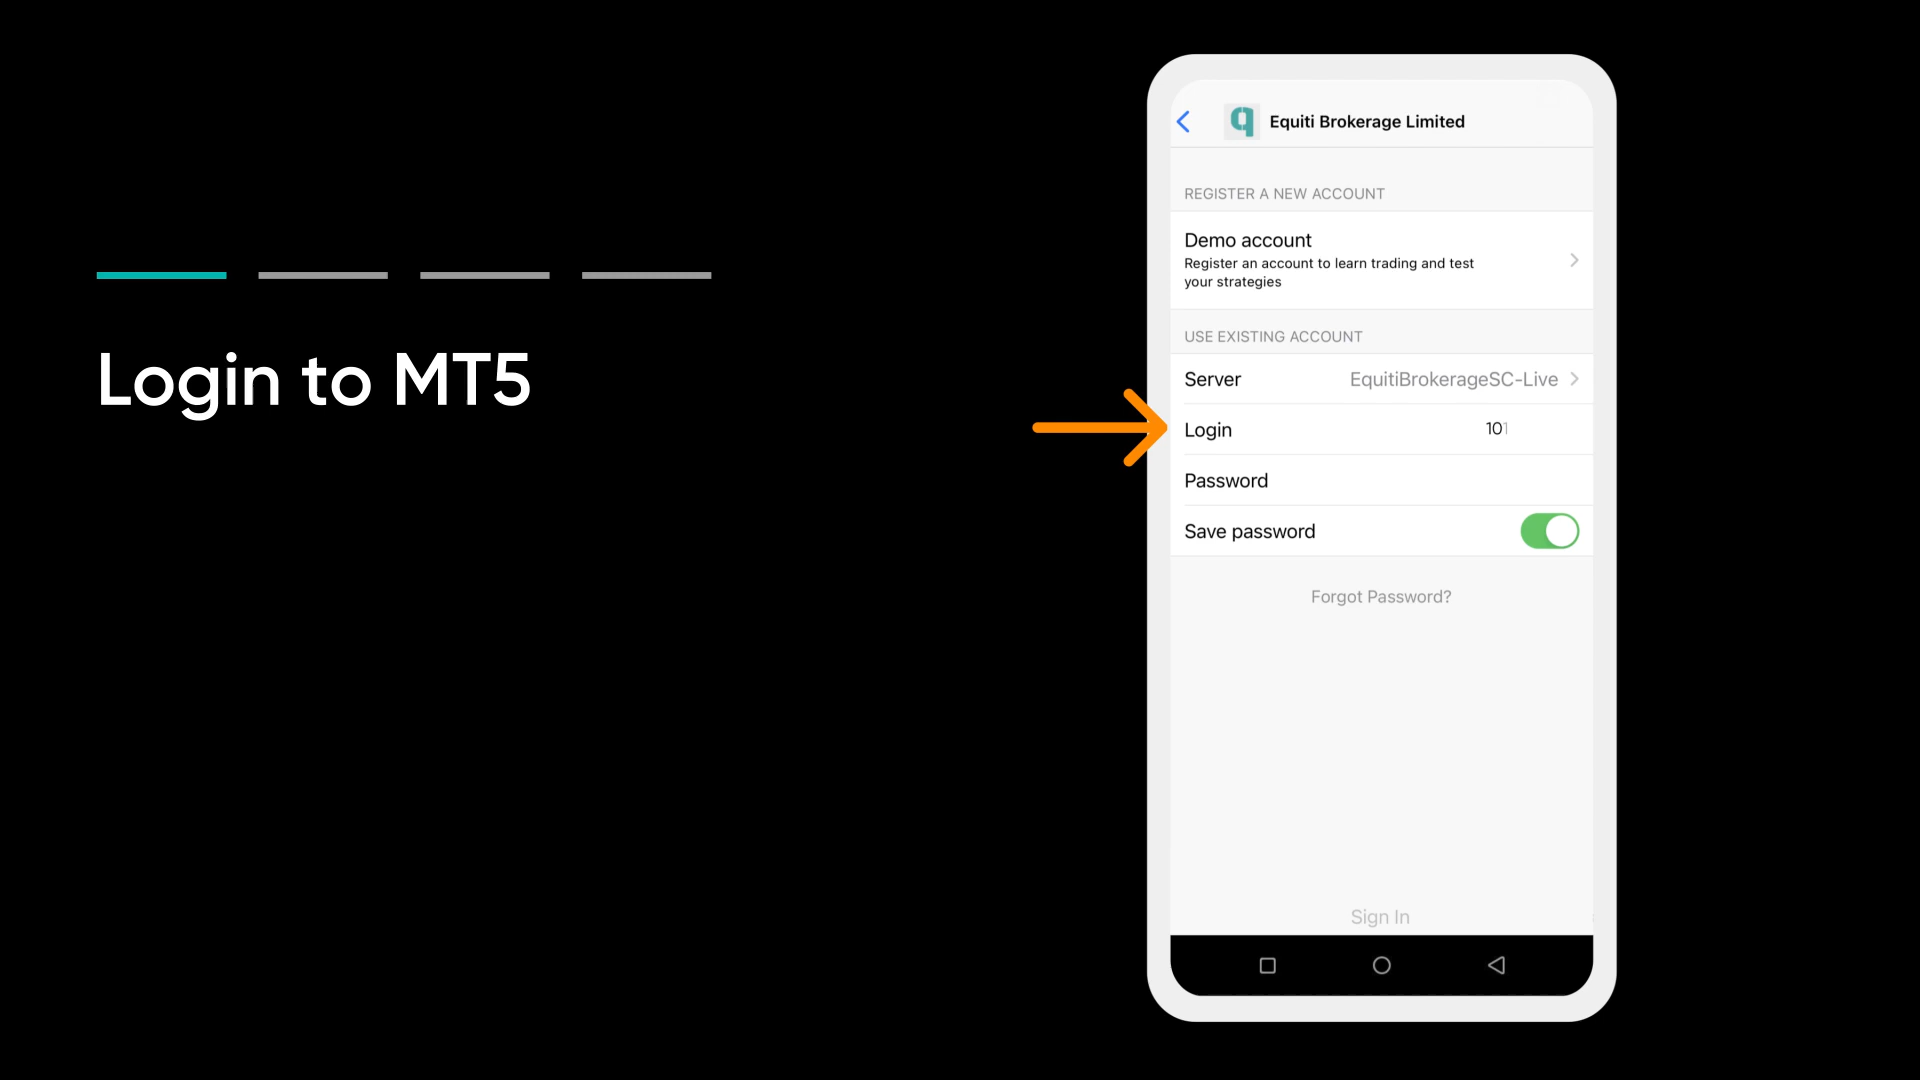 Login to MT5
Equiti Brokerage Limited
REGISTER A NEW ACCOUNT
Demo account
Register an account to learn trading and test
your strategies
USE EXISTING ACCOUNT
Server EquitiBrokerageSC-Live
Login 101
Password
Save password
Forgot Password?
Sign In